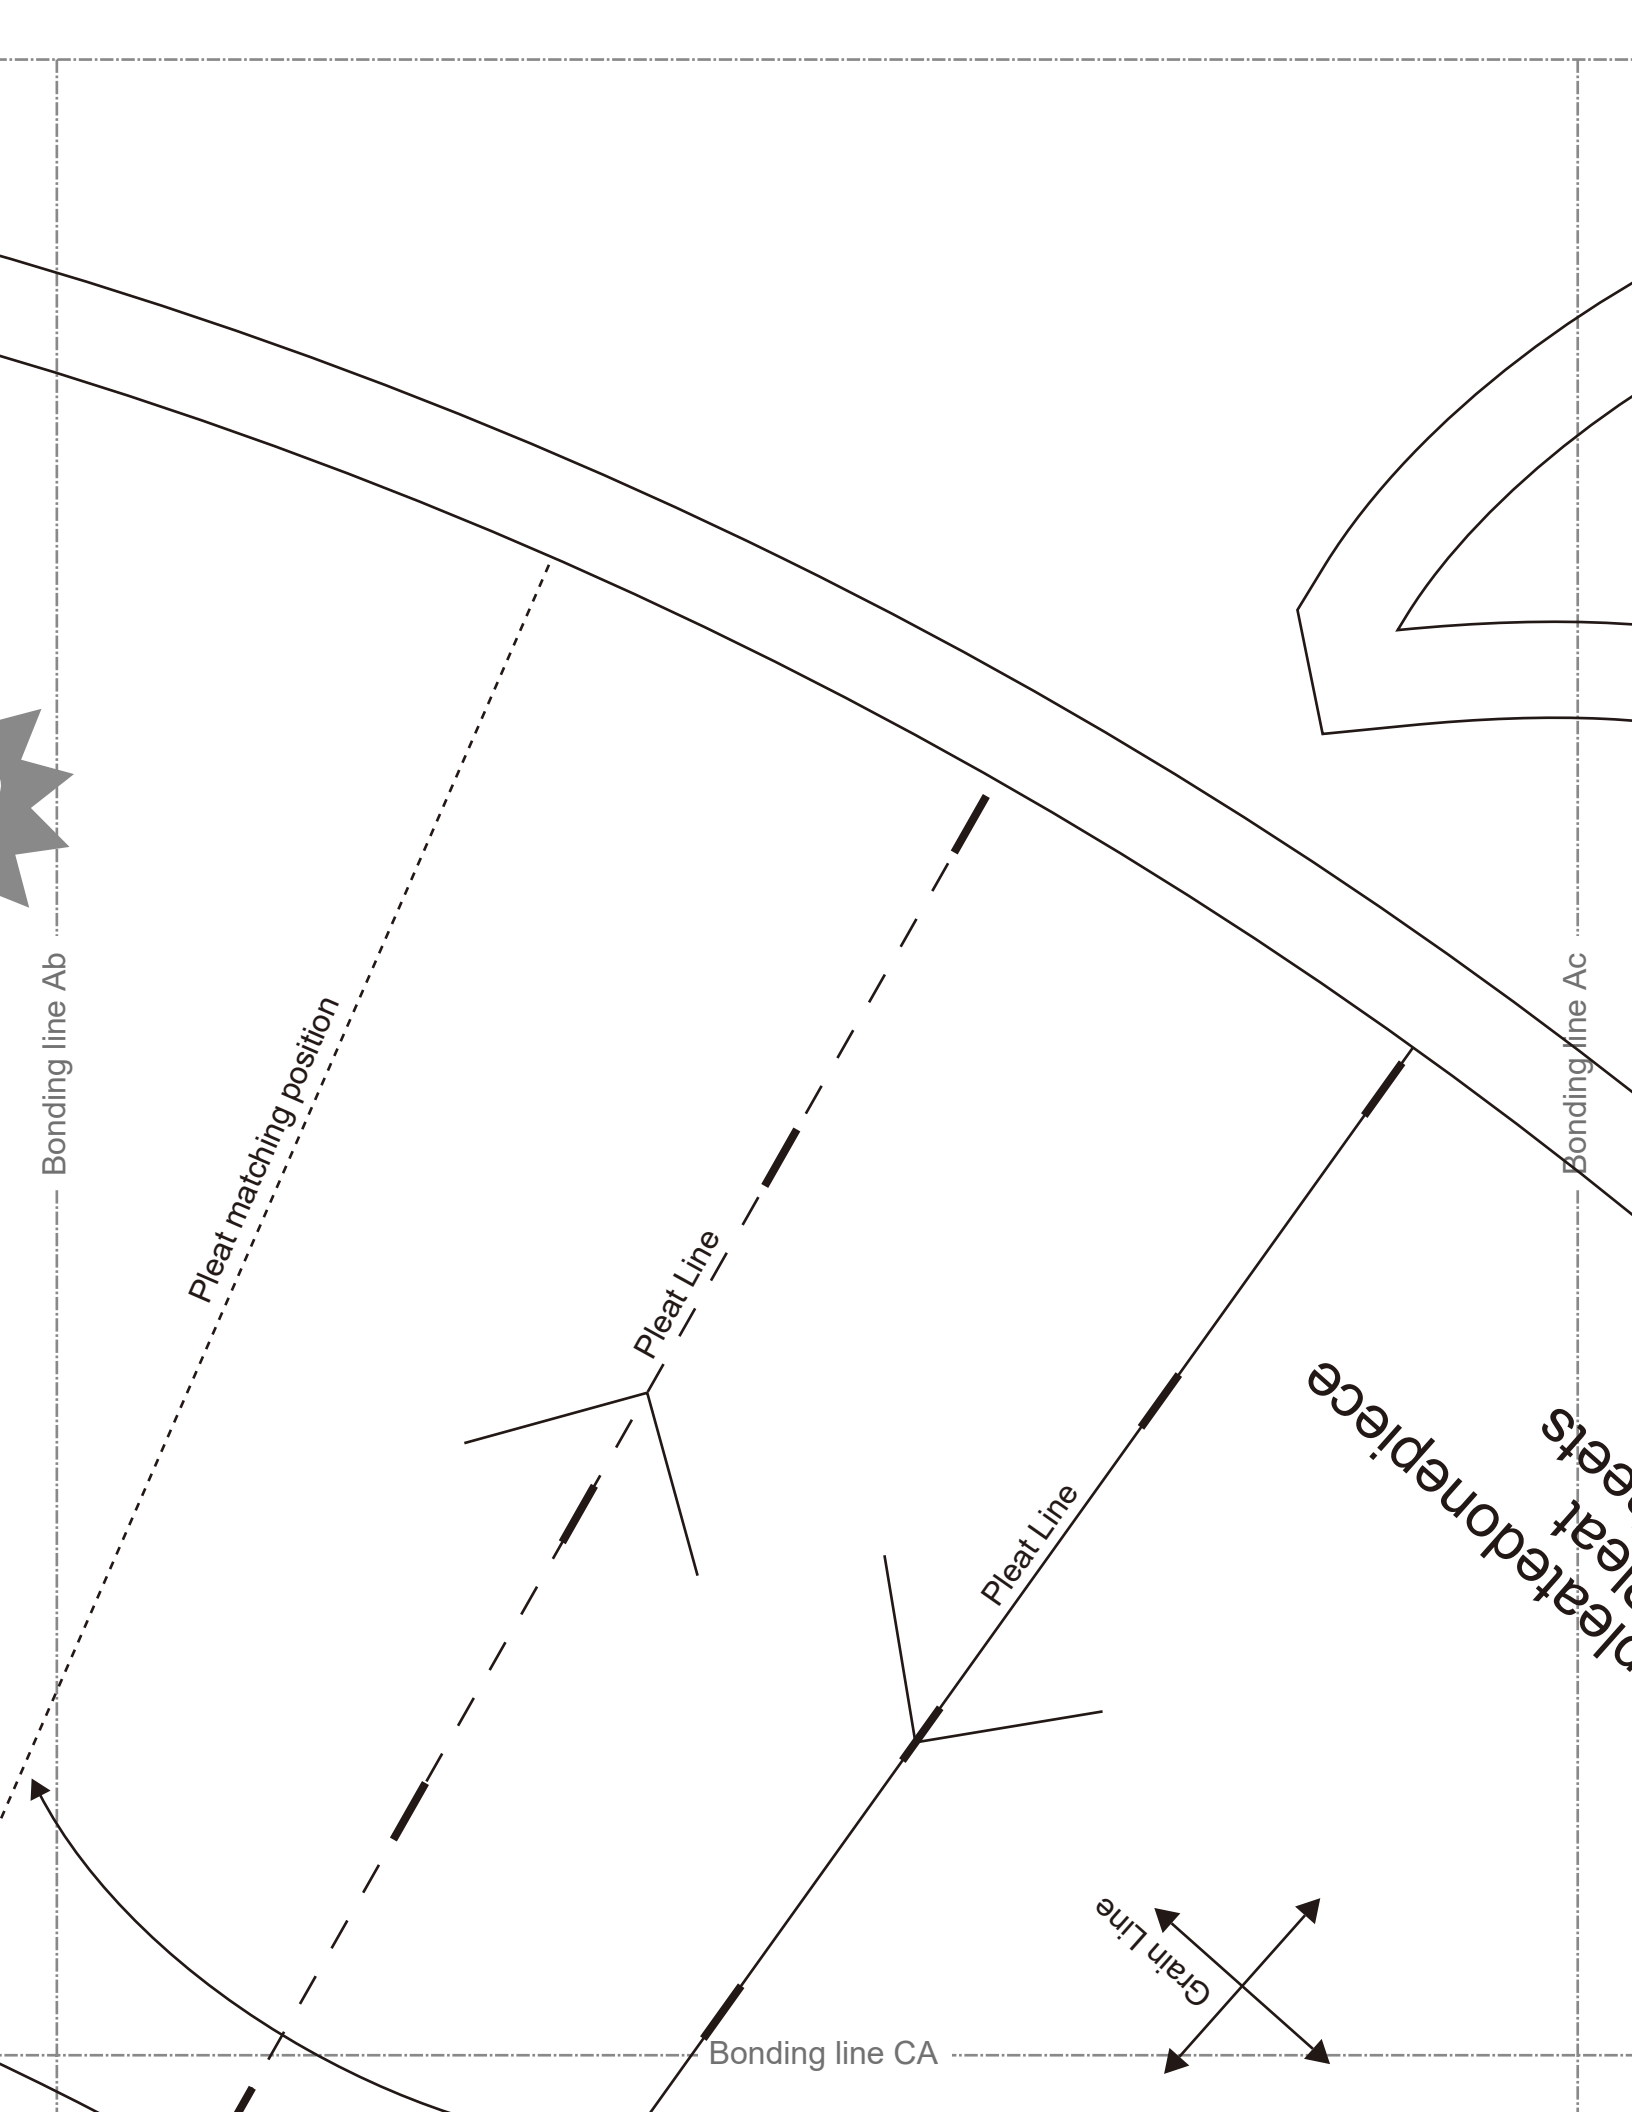 Bonding line Ab
Pleat matching position
Pleat Line
Pleat Line
Bonding line Ac
Grain Line
Bonding line CA